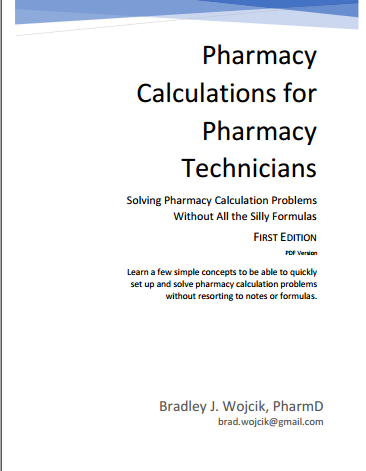 Pharmacy
Calculations for
Pharmacy
Technicians
Solving Pharmacy Calculation Problems
Without All the Silly Formulas
FIRST EDITION
PDF Version
Learn a few simple concepts to be able to quickly
set up and solve pharmacy calculation problems
without resorting to notes or formulas.
Bradley J. Wojcik, PharmD
brad.wojcik@gmail.com